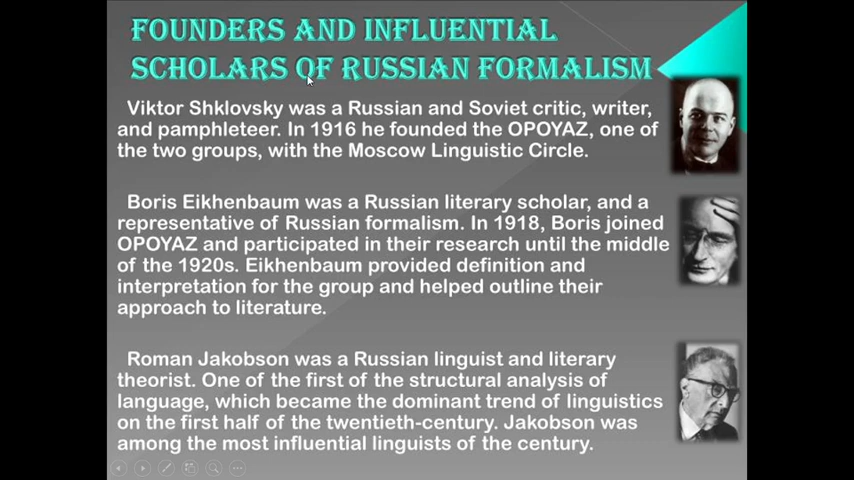 FOUNDERS AND INFLUENTIAL
SCHOLARS OF RUSSIAN FORMALISM
Viktor Shklovsky was a Russian and Soviet critic, writer,
and pamphleteer. In 1916 he founded the OPOYAZ, one of
the two groups, with the Moscow Linguistic Circle.
Boris Eikhenbaum was a Russian literary scholar, and a
representative of Russian formalism. In 1918, Boris joined
OPOYAZ and participated in their research until the middle
of the 1920s. Eikhenbaum provided definition and
interpretation for the group and helped outline their
approach to literature.
Roman Jakobson was a Russian linguist and literary
theorist. One of the first of the structural analysis of
language, which became the dominant trend of linguistics
on the first half of the twentieth-century. Jakobson was
among the most influential linguists of the century.